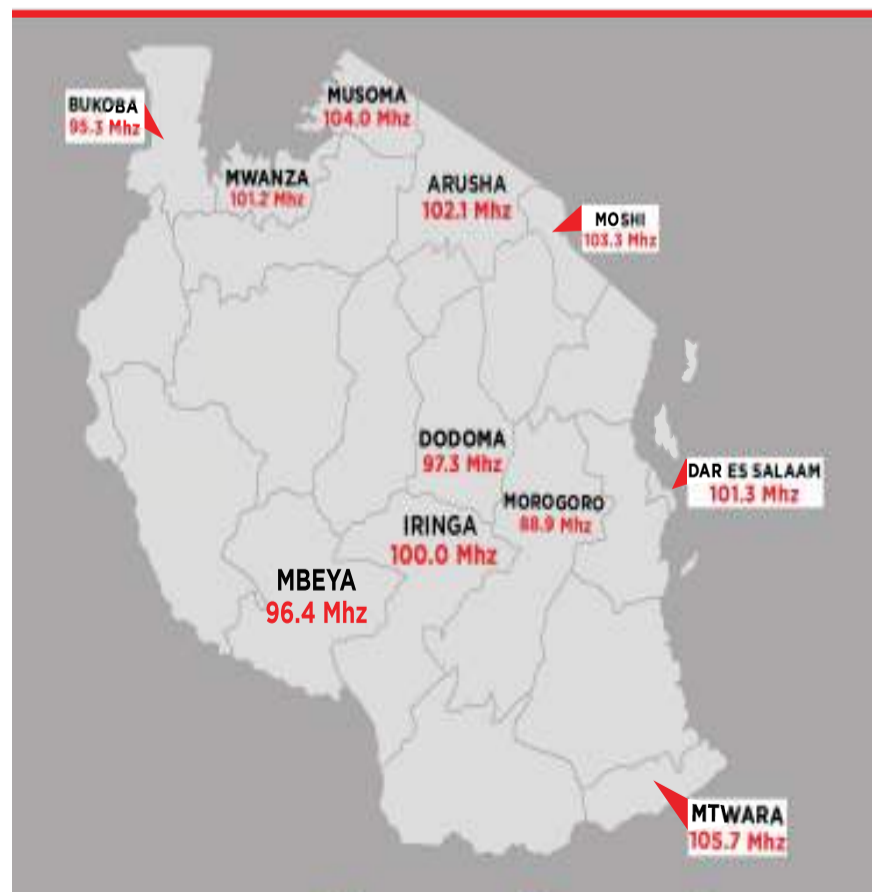 MUSOMA
104.0 Mhz
BUKOBA
95.3 Mhz
MWANZA
101.2 Mhz
ARUSHA
102.1 Mhz
MOSHI
103.3 Mhz
DODOMA
97.3 Mhz
DAR ES SALAAM
101.3 Mhz
MOROGORO
88.9 Mhz
IRINGA
100.0 Mhz
MBEYA
96.4 Mhz
MTWARA
105.7 Mhz